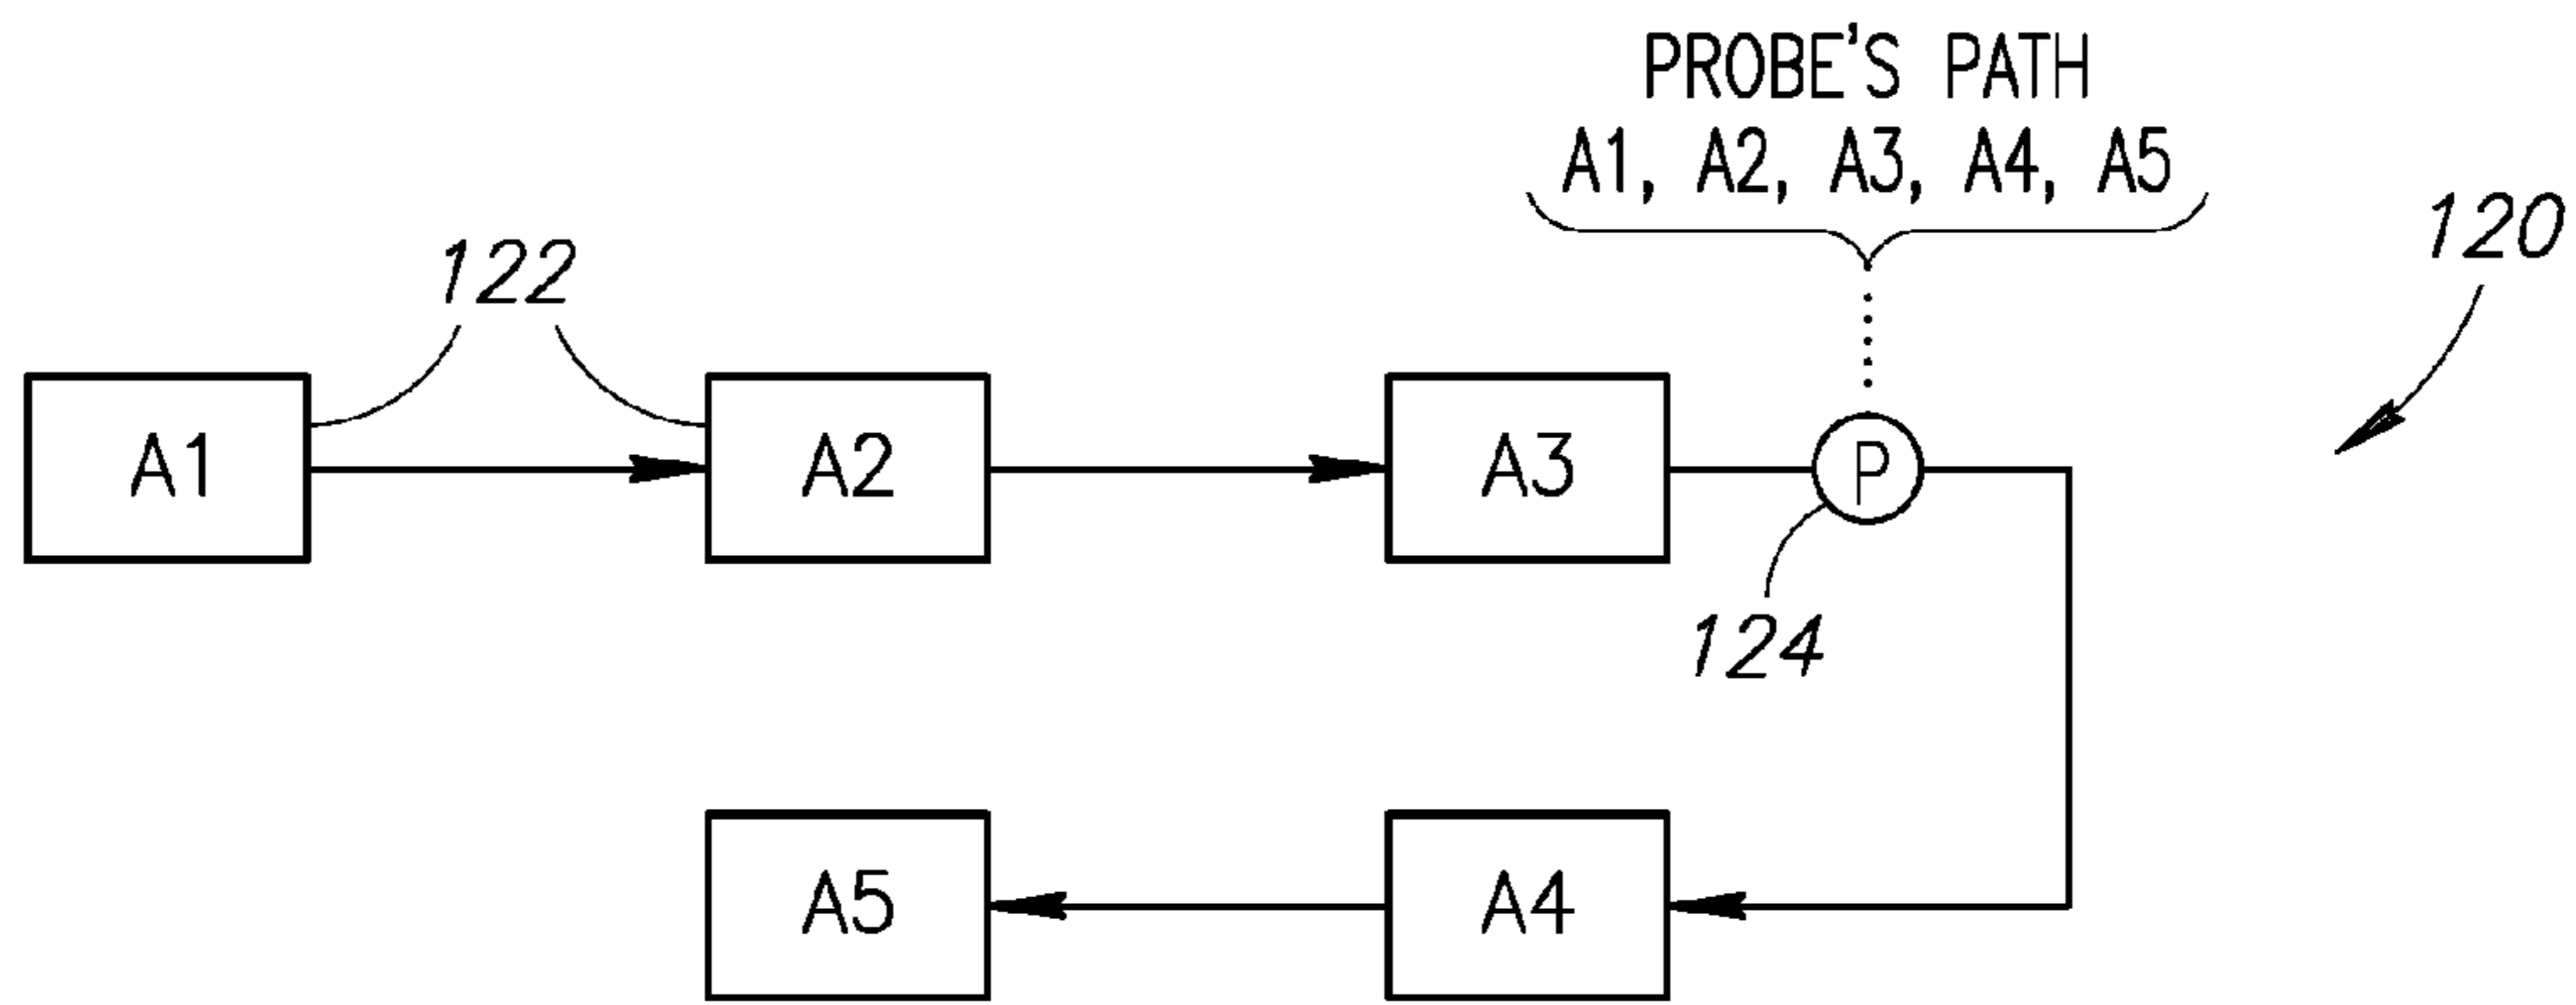 PROBE'S PATH
A1, A2, A3, A4, A5
120
122
A1
A2
A3
P
124
A5
A4